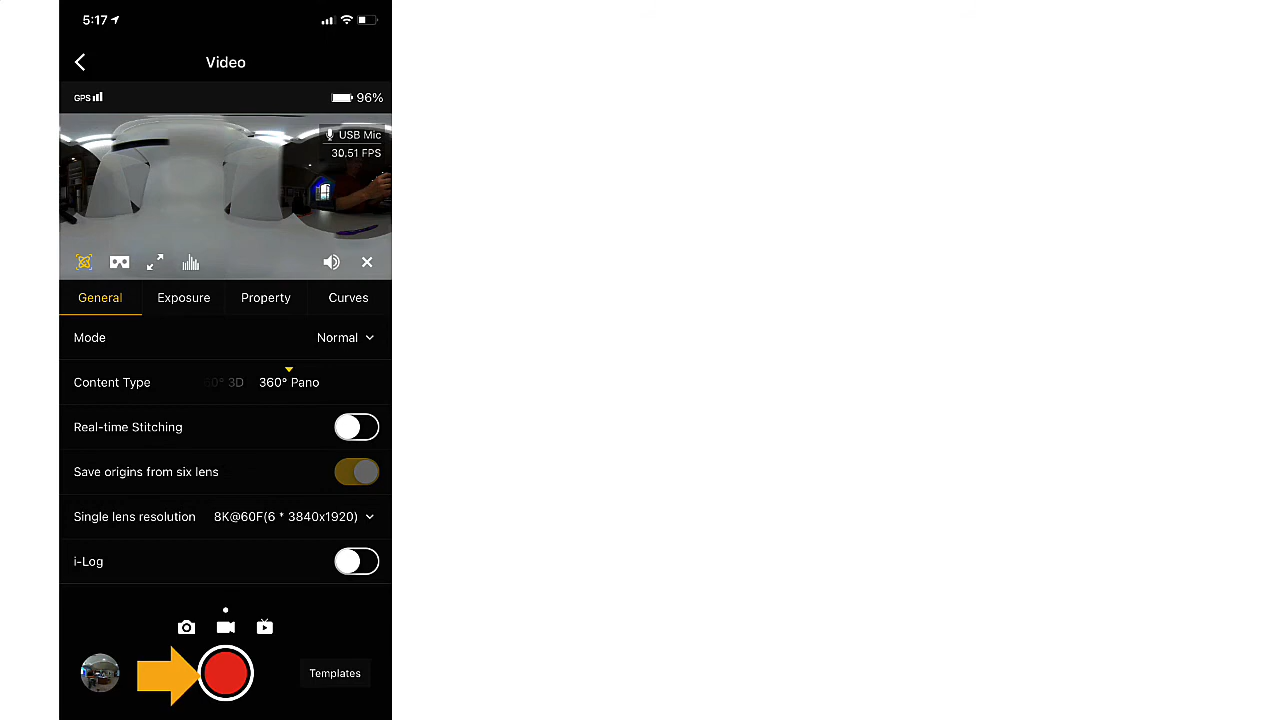 5:17
Video
GPS 96%
USB Mic
30.51 FPS
General Exposure Property Curves
Mode Normal
Content Type 3D 360° Pano
Real-time Stitching
Save origins from six lens
Single lens resolution 8K@60F(6 * 3840x1920)
i-Log
Templates